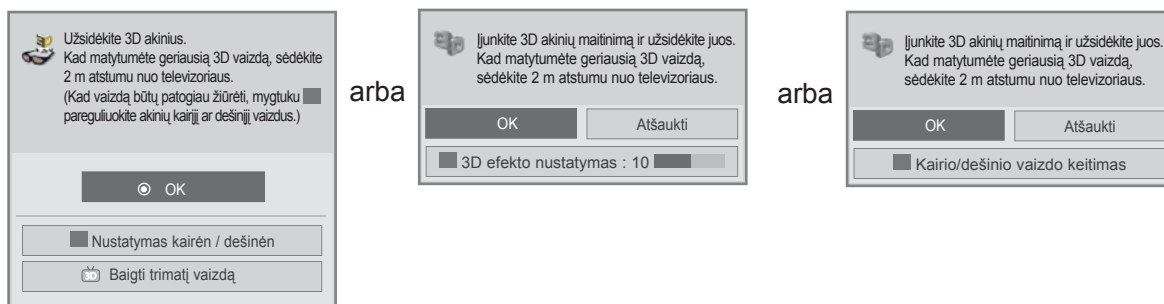 Užsidėkite 3D akinius.
Kad matytumėte geriausią 3D vaizdą, sėdėkite
2 m atstumu nuo televizoriaus.
(Kad vaizdą būtų patogiau žiūrėti, mygtuku
pareguliuokite akinių kairįjį ar dešinįjį vaizdus.)
OK
Nustatymas kairėn / dešinėn
3D Baigti trimatį vaizdą
arba
3D Įjunkite 3D akinių maitinimą ir užsidėkite juos.
Kad matytumėte geriausią 3D vaizdą,
sėdėkite 2 m atstumu nuo televizoriaus.
OK Atšaukti
3D efekto nustatymas : 10
arba
3D Įjunkite 3D akinių maitinimą ir užsidėkite juos.
Kad matytumėte geriausią 3D vaizdą,
sėdėkite 2 m atstumu nuo televizoriaus.
OK Atšaukti
Kairio/dešinio vaizdo keitimas